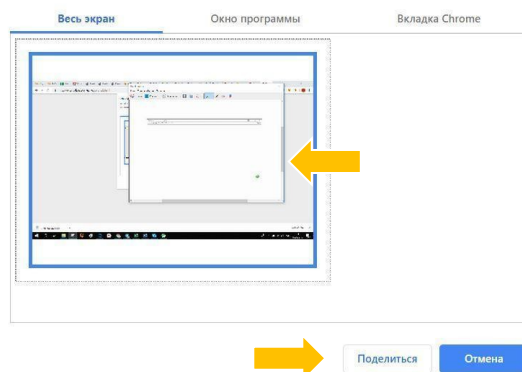 Весь экран
Окно программы
Вкладка Chrome
Поделиться
Отмена